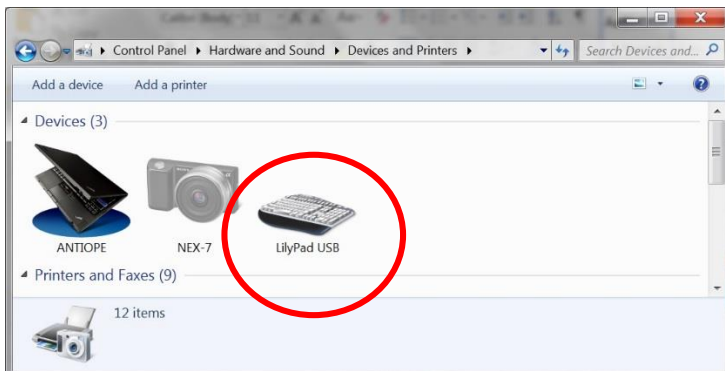 Control Panel ▸ Hardware and Sound ▸ Devices and Printers ▸ Search Devices and...
Add a device Add a printer
Devices (3)
ANTIOPE NEX-7 LilyPad USB
Printers and Faxes (9)
12 items